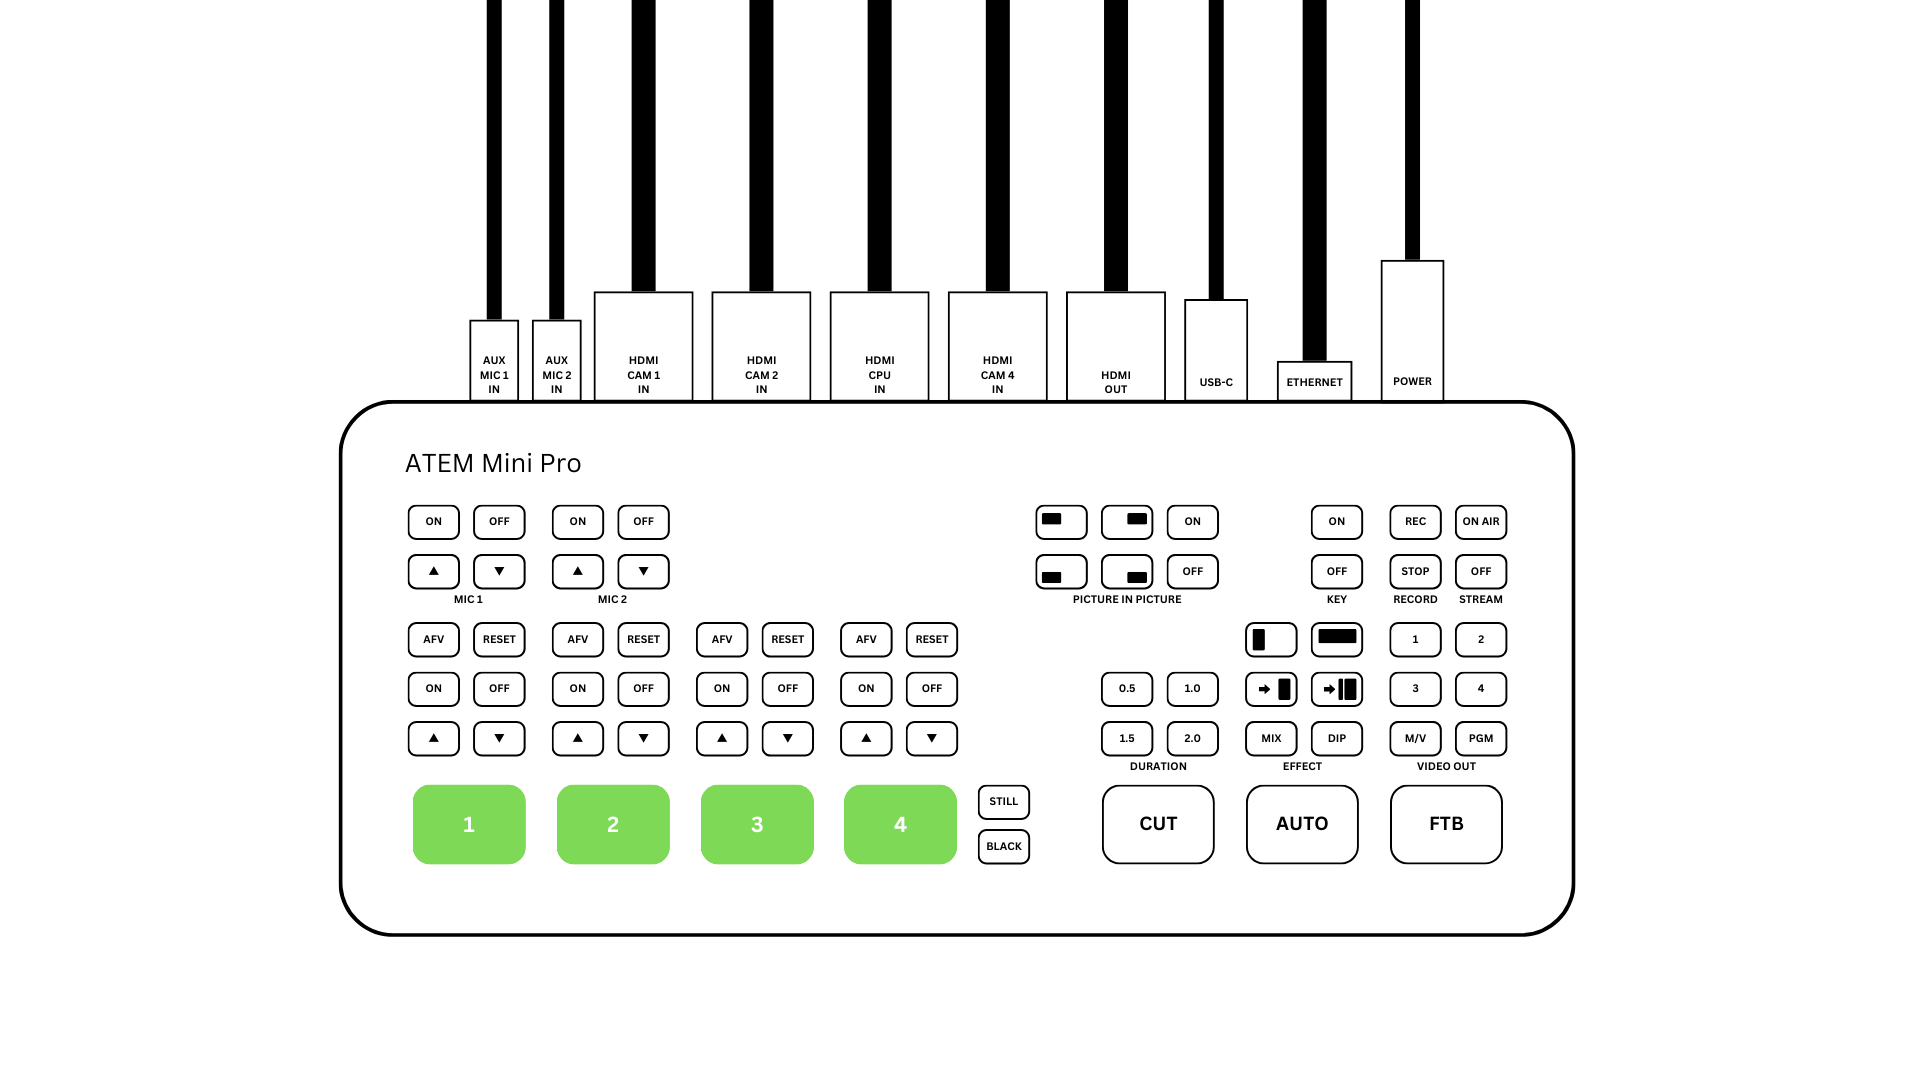 AUX
MIC 1
IN
AUX
MIC 2
IN
HDMI
CAM 1
IN
HDMI
CAM 2
IN
HDMI
CPU
IN
HDMI
CAM 4
IN
HDMI
OUT
USB-C
ETHERNET
POWER
ATEM Mini Pro
ON OFF ON OFF ON ON REC ON AIR
OFF OFF STOP OFF
MIC 1 MIC 2 PICTURE IN PICTURE KEY RECORD STREAM
AFV RESET AFV RESET AFV RESET AFV RESET 1 2
ON OFF ON OFF ON OFF ON OFF 0.5 1.0 3 4
1.5 2.0 MIX DIP M/V PGM
DURATION EFFECT VIDEO OUT
1 2 3 4 STILL CUT AUTO FTB
BLACK